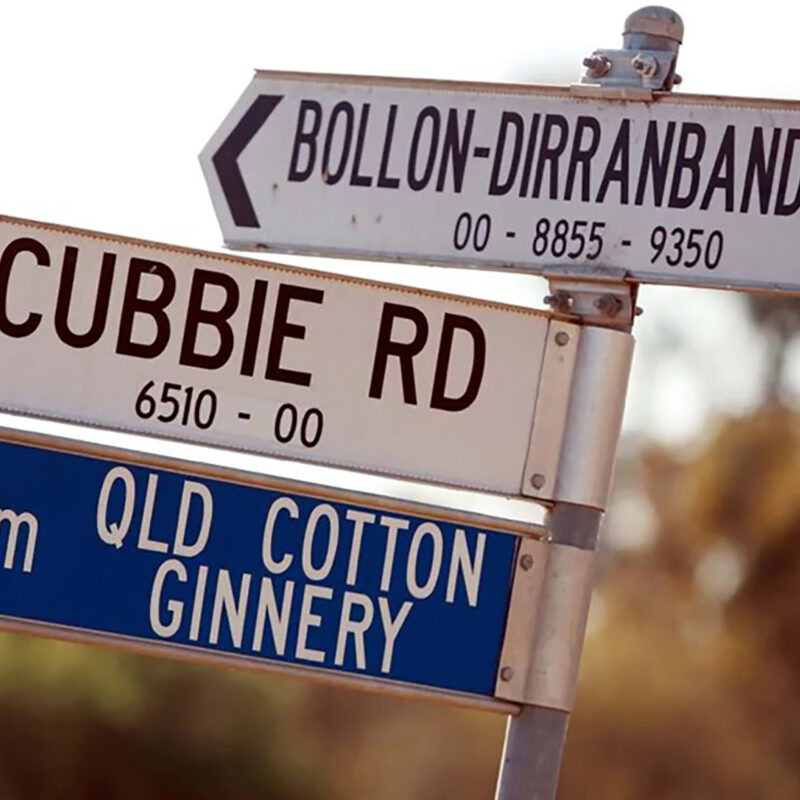 BOLLON-DIRRANBAND
00 - 8855 - 9350
CUBBIE RD
6510 - 00
m
QLD COTTON
GINNERY